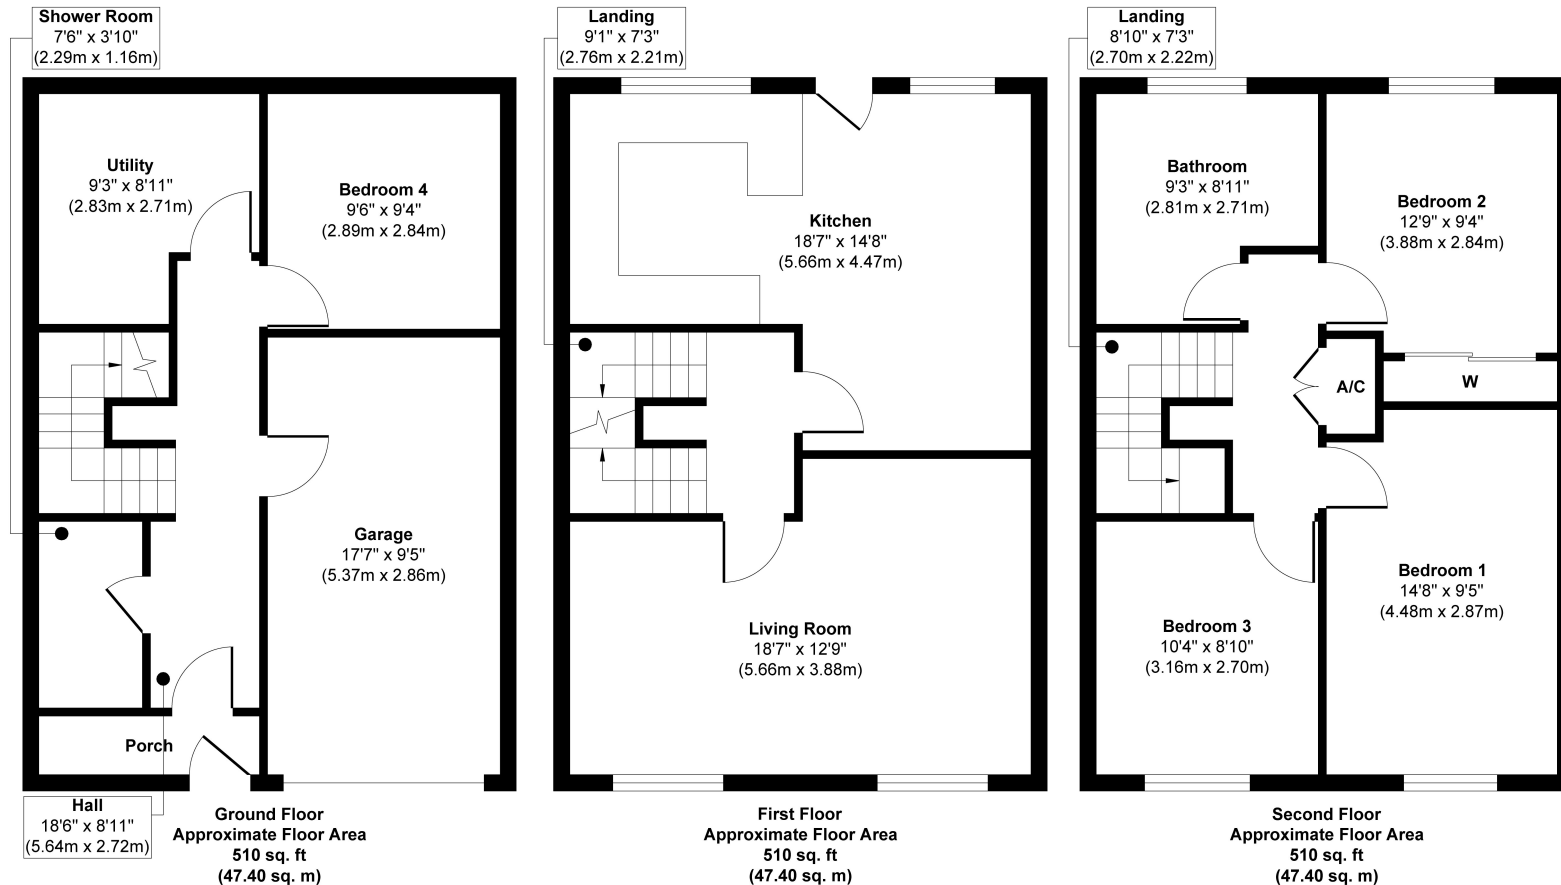 Shower Room
7'6" x 3'10"
(2.29m x 1.16m)
Landing
9'1" x 7'3"
(2.76m x 2.21m)
Landing
8'10" x 7'3"
(2.70m x 2.22m)
Utility
9'3" x 8'11"
(2.83m x 2.71m)
Bedroom 4
9'6" x 9'4"
(2.89m x 2.84m)
Garage
17'7" x 9'5"
(5.37m x 2.86m)
Porch
Hall
18'6" x 8'11"
(5.64m x 2.72m)
Ground Floor
Approximate Floor Area
510 sq. ft
(47.40 sq. m)
Kitchen
18'7" x 14'8"
(5.66m x 4.47m)
Living Room
18'7" x 12'9"
(5.66m x 3.88m)
First Floor
Approximate Floor Area
510 sq. ft
(47.40 sq. m)
Bathroom
9'3" x 8'11"
(2.81m x 2.71m)
Bedroom 2
12'9" x 9'4"
(3.88m x 2.84m)
A/C
W
Bedroom 1
14'8" x 9'5"
(4.48m x 2.87m)
Bedroom 3
10'4" x 8'10"
(3.16m x 2.70m)
Second Floor
Approximate Floor Area
510 sq. ft
(47.40 sq. m)